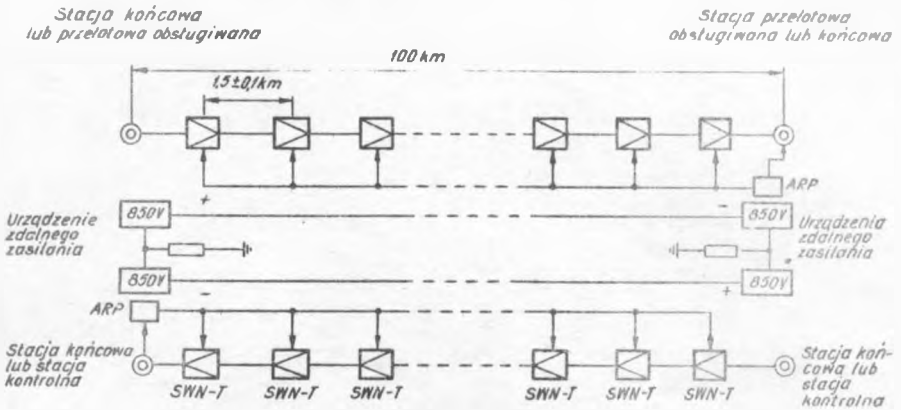 Stacja końcowa
lub przelotowa obsługiwana
Stacja przelotowa
obsługiwana lub końcowa
100 km
1,5±0,1km
ARP
+
-
850V
850V
Urządzenie
zdalnego
zasilania
Urządzenia
zdalnego
zasilania
850V
850V
-
+
ARP
Stacja końcowa
lub stacja
kontrolna
SWN-T
SWN-T
SWN-T
SWN-T
SWN-T
SWN-T
Stacja koń-
cowa lub
stacja
kontrolna